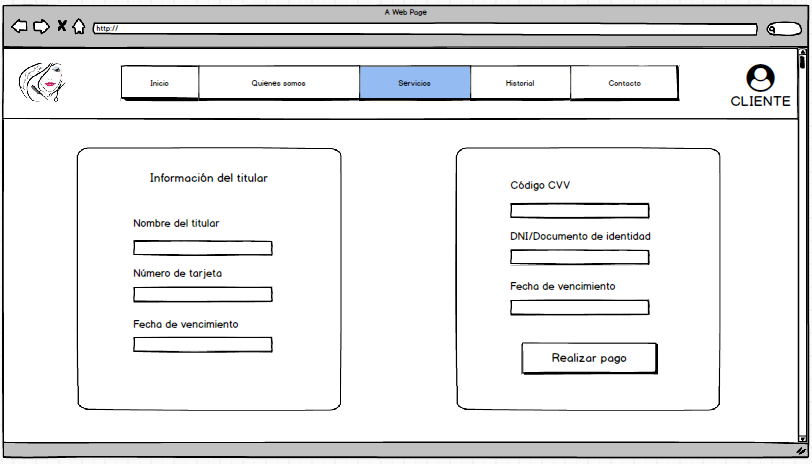 A Web Page
http://
Inicio
Quienes somos
Servicios
Historial
Contacto
CLIENTE
Información del titular
Nombre del titular
Número de tarjeta
Fecha de vencimiento
Código CVV
DNI/Documento de identidad
Fecha de vencimiento
Realizar pago